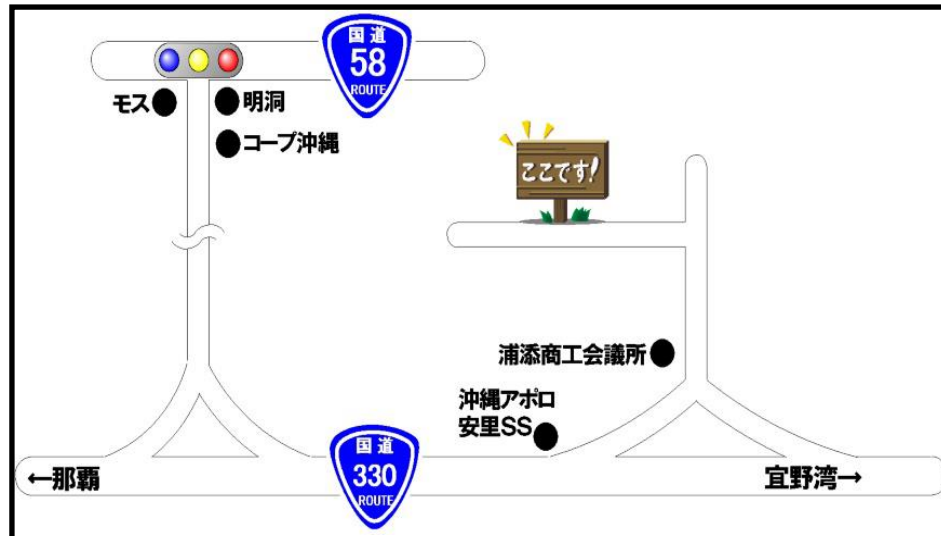 国道
58
ROUTE
モス
明洞
コープ沖縄
ここです!
浦添商工会議所
沖縄アポロ
安里SS
国道
330
ROUTE
←那覇
宜野湾→